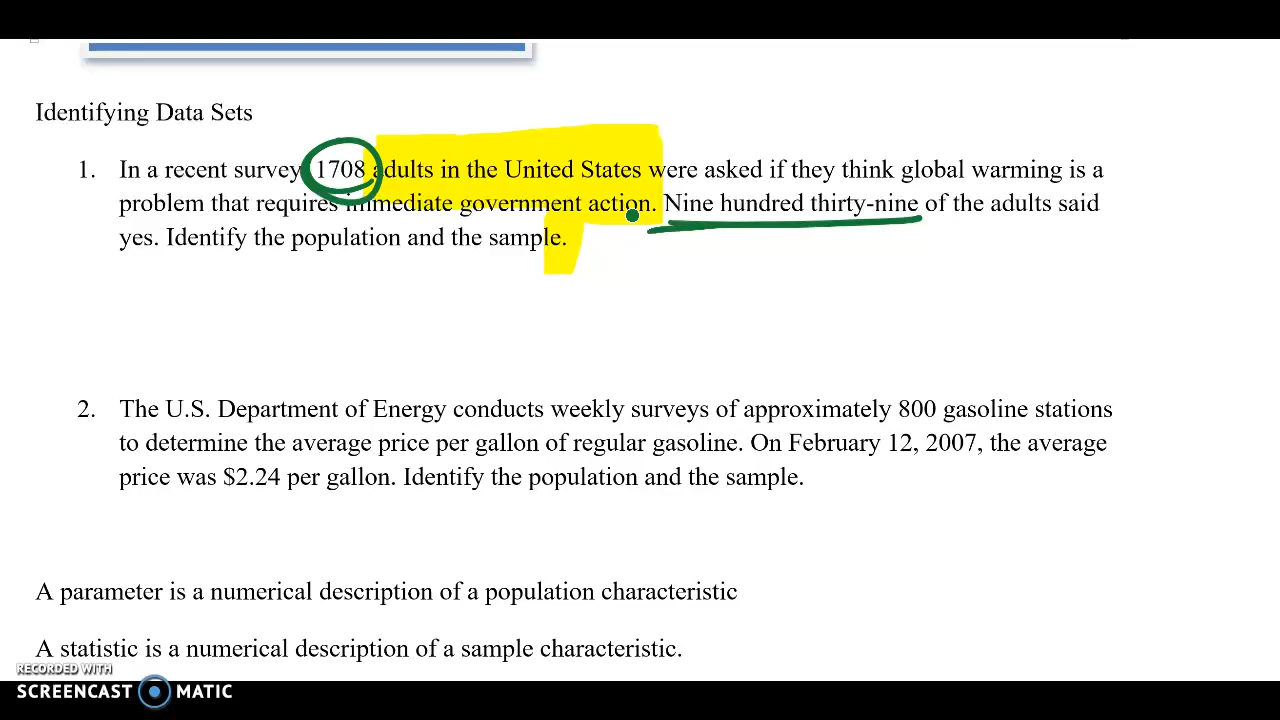 Identifying Data Sets
1. In a recent survey 1708 adults in the United States were asked if they think global warming is a
problem that requires immediate government action. Nine hundred thirty-nine of the adults said
yes. Identify the population and the sample.
2. The U.S. Department of Energy conducts weekly surveys of approximately 800 gasoline stations
to determine the average price per gallon of regular gasoline. On February 12, 2007, the average
price was $2.24 per gallon. Identify the population and the sample.
A parameter is a numerical description of a population characteristic
A statistic is a numerical description of a sample characteristic.
RECORDED WITH
SCREENCAST MATIC